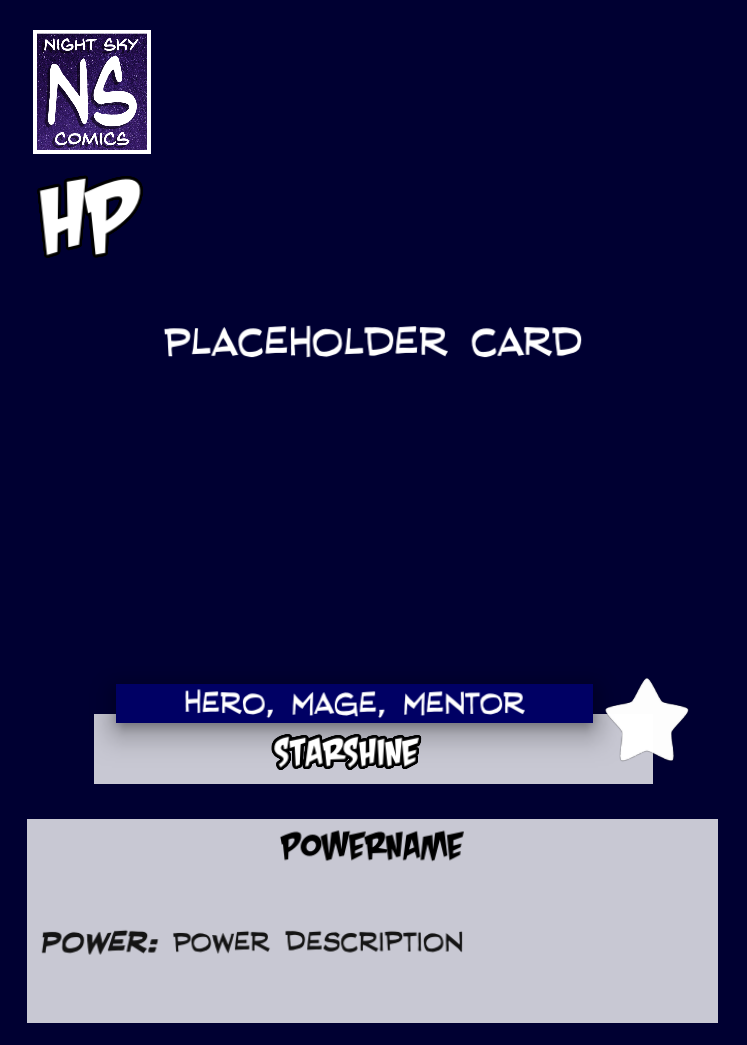 NIGHT SKY
NS
COMICS
HP
PLACEHOLDER CARD
HERO, MAGE, MENTOR
STARSHINE
POWERNAME
POWER: POWER DESCRIPTION